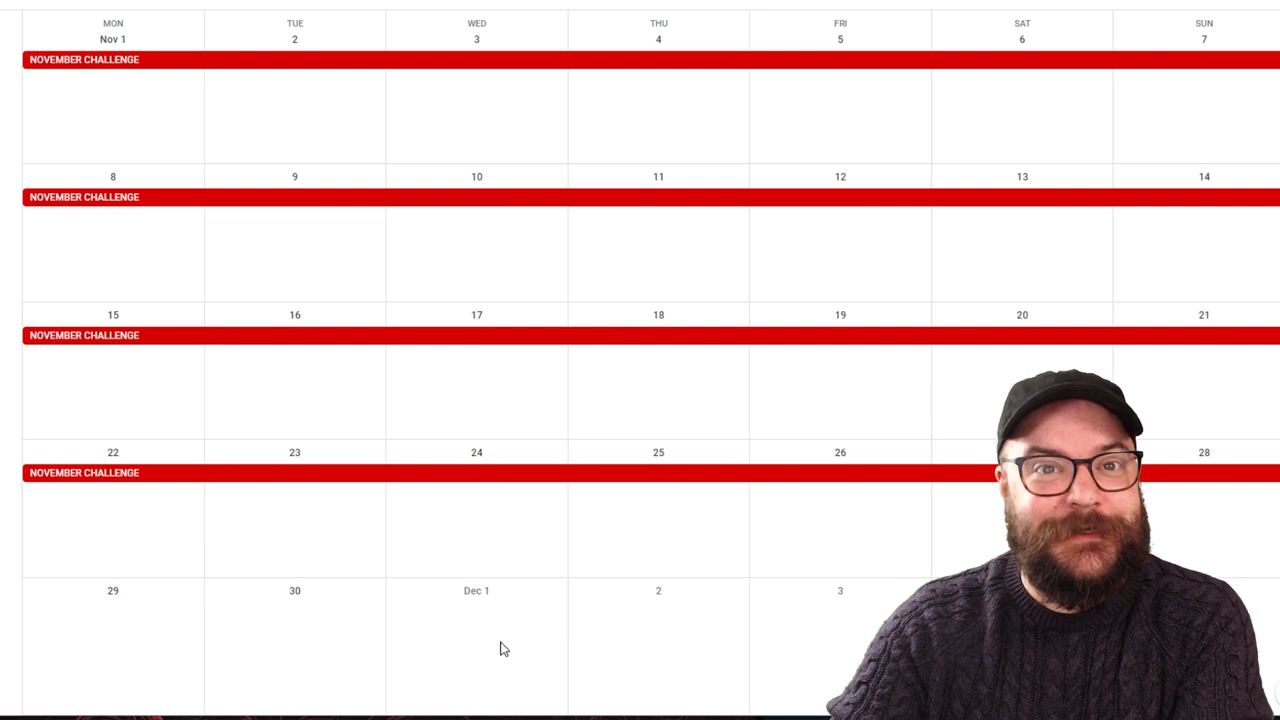 MON TUE WED THU FRI SAT SUN
Nov 1 2 3 4 5 6 7
NOVEMBER CHALLENGE
8 9 10 11 12 13 14
NOVEMBER CHALLENGE
15 16 17 18 19 20 21
NOVEMBER CHALLENGE
22 23 24 25 26 28
NOVEMBER CHALLENGE
29 30 Dec 1 2 3